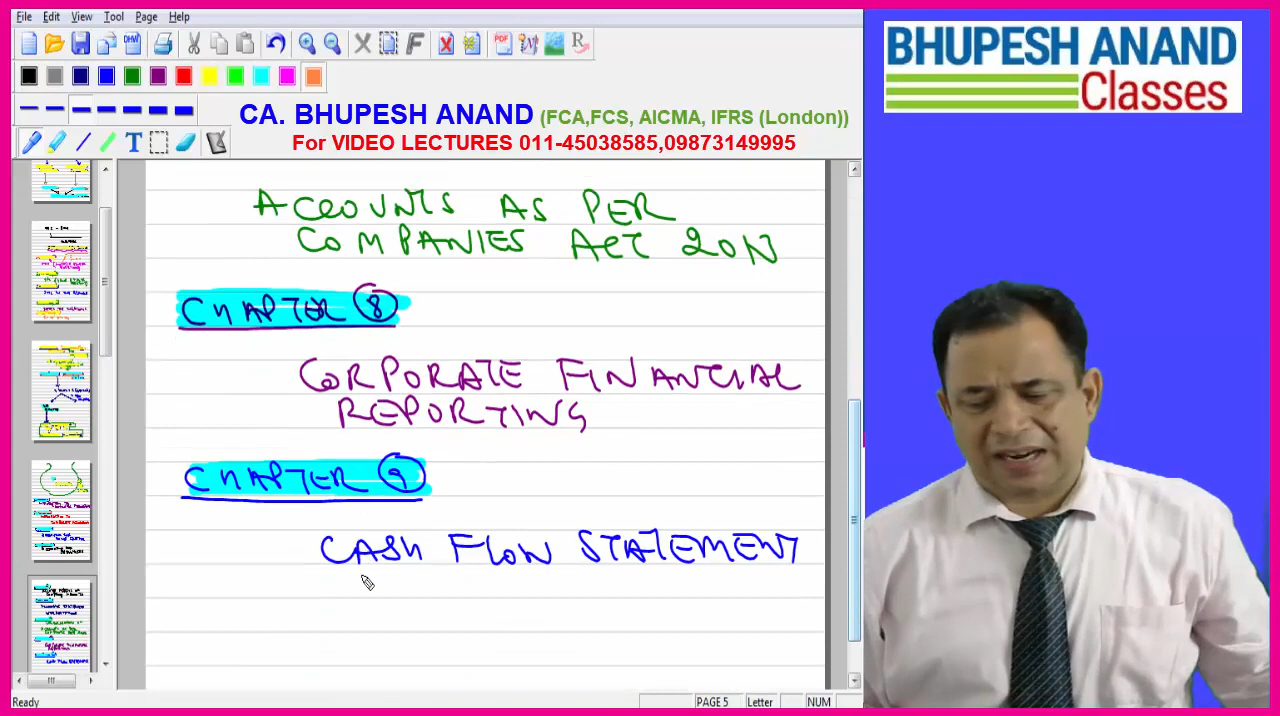 File Edit View Tool Page Help
BHUPESH ANAND
Classes
CA. BHUPESH ANAND (FCA,FCS, AICMA, IFRS (London))
For VIDEO LECTURES 011-45038585,09873149995
ACCOUNTS AS PER
COMPANIES ACT 20N
CHAPTER 8
CORPORATE FINANCIAL
REPORTING
CHAPTER 9
CASH FLOW STATEMENT
Ready PAGE 5 Letter NUM